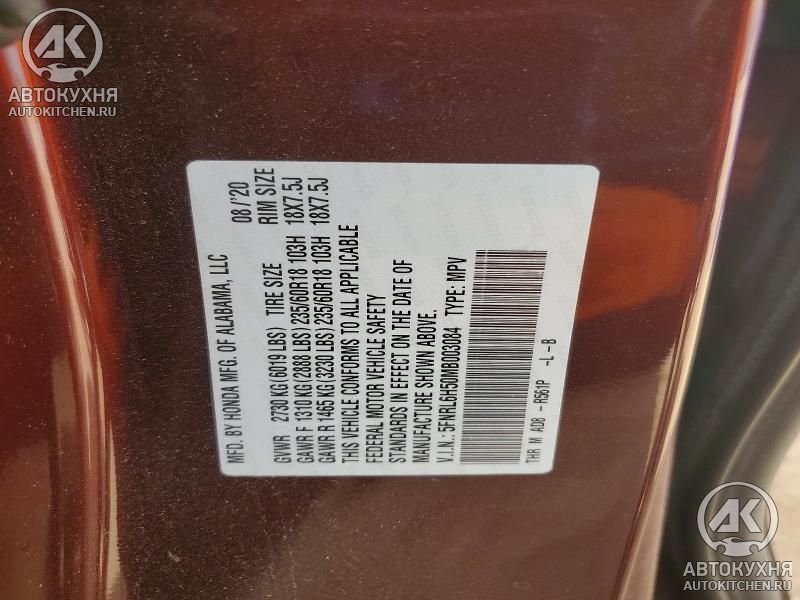 AK
АВТОКУХНЯ
AUTOKITCHEN.RU
MFD. BY HONDA MFG. OF ALABAMA, LLC 08/'20
GVWR 2730 KG (6019 LBS) TIRE SIZE RIM SIZE
GAWR F 1310 KG (2888 LBS) 235/60R18 103H 18X7.5J
GAWR R 1465 KG (3230 LBS) 235/60R18 103H 18X7.5J
THIS VEHICLE CONFORMS TO ALL APPLICABLE
FEDERAL MOTOR VEHICLE SAFETY
STANDARDS IN EFFECT ON THE DATE OF
MANUFACTURE SHOWN ABOVE.
V.I.N.: 5FNRL6H50MB003084 TYPE: MPV
THR M A08 -R561P -L-B
AK
АВТОКУХНЯ
AUTOKITCHEN.RU